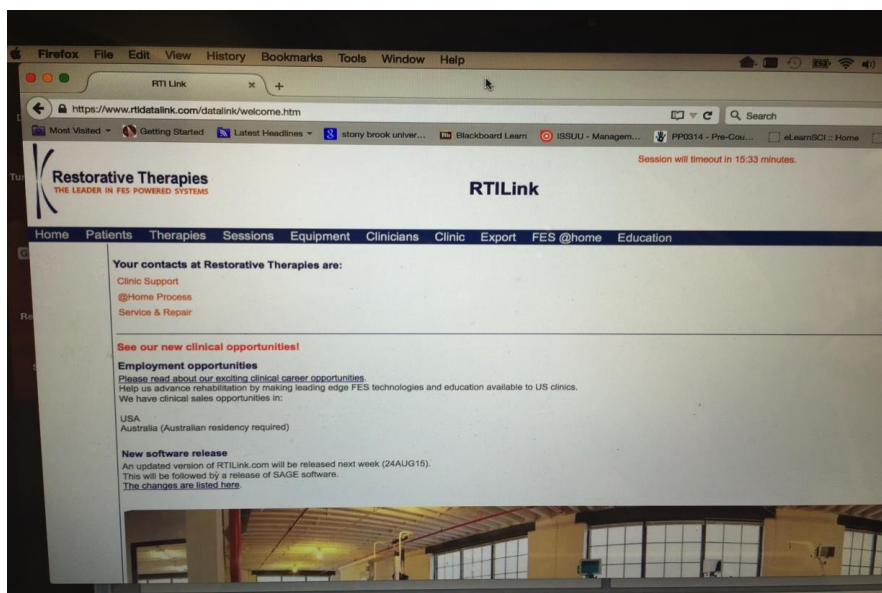 Firefox File Edit View History Bookmarks Tools Window Help
RTI Link
https://www.rtidatalink.com/datalink/welcome.htm
Search
Most Visited Getting Started Latest Headlines stony brook univer... Blackboard Learn ISSUU - Managem... PP0314 - Pre-Cou... eLearnSCI :: Home
Session will timeout in 15:33 minutes.
Restorative Therapies
THE LEADER IN FES POWERED SYSTEMS
RTILink
Home Patients Therapies Sessions Equipment Clinicians Clinic Export FES @home Education
Your contacts at Restorative Therapies are:
Clinic Support
@Home Process
Service & Repair
See our new clinical opportunities!
Employment opportunities
Please read about our exciting clinical career opportunities.
Help us advance rehabilitation by making leading edge FES technologies and education available to US clinics.
We have clinical sales opportunities in:
USA
Australia (Australian residency required)
New software release
An updated version of RTILink.com will be released next week (24AUG15).
This will be followed by a release of SAGE software.
The changes are listed here.